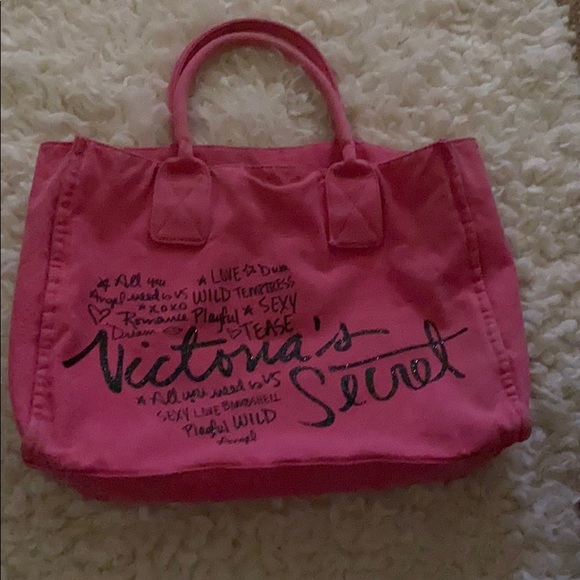 All you
Angel need is VS
XOXO
Romance
Dream
LOVE Diva
WILD TEMPTRESS
Playful SEXY
TEASE
Victoria's
Secret
All you need is VS
SEXY LOVE BOMBSHELL
Playful WILD
Angel